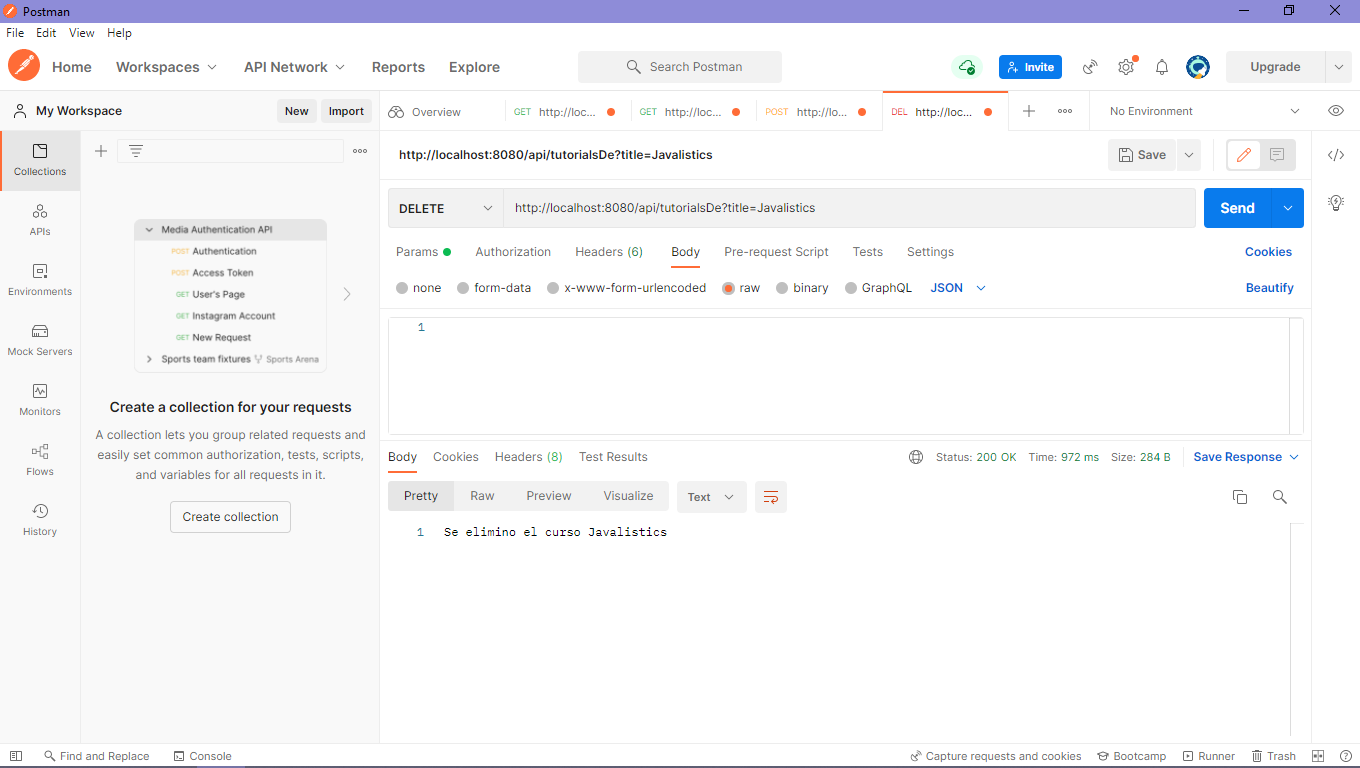 Postman
File Edit View Help
Home Workspaces API Network Reports Explore Search Postman Invite Upgrade
My Workspace New Import Overview GET http://loc... GET http://loc... POST http://lo... DEL http://loc... No Environment
Collections
APIs
Environments
Mock Servers
Monitors
Flows
History
Media Authentication API
POST Authentication
POST Access Token
GET User's Page
GET Instagram Account
GET New Request
Sports team fixtures Sports Arena
Create a collection for your requests
A collection lets you group related requests and
easily set common authorization, tests, scripts,
and variables for all requests in it.
Create collection
http://localhost:8080/api/tutorialsDe?title=Javalistics Save
DELETE http://localhost:8080/api/tutorialsDe?title=Javalistics Send
Params Authorization Headers (6) Body Pre-request Script Tests Settings Cookies
none form-data x-www-form-urlencoded raw binary GraphQL JSON Beautify
1
Body Cookies Headers (8) Test Results Status: 200 OK Time: 972 ms Size: 284 B Save Response
Pretty Raw Preview Visualize Text
1 Se elimino el curso Javalistics
Find and Replace Console Capture requests and cookies Bootcamp Runner Trash